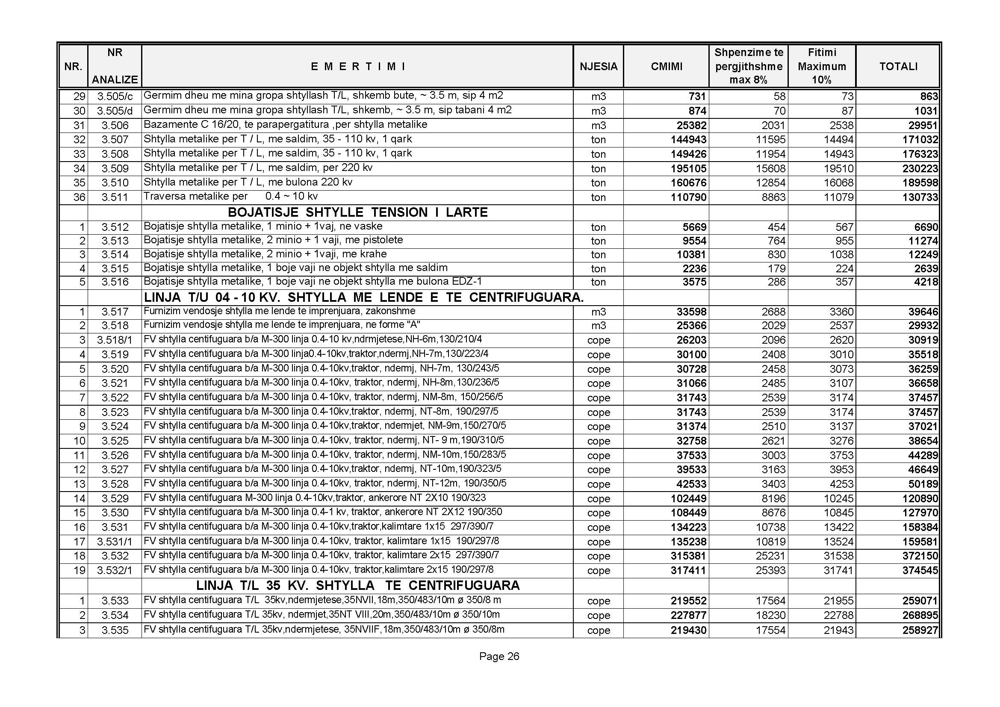 NR. NR ANALIZE E M E R T I M I NJESIA CMIMI Shpenzime te pergjithshme max 8% Fitimi Maximum 10% TOTALI
29 3.505/c Germim dheu me mina gropa shtyllash T/L, shkemb bute, ~ 3.5 m, sip 4 m2 m3 731 58 73 863
30 3.505/d Germim dheu me mina gropa shtyllash T/L, shkemb, ~ 3.5 m, sip tabani 4 m2 m3 874 70 87 1031
31 3.506 Bazamente C 16/20, te parapergatitura ,per shtylla metalike m3 25382 2031 2538 29951
32 3.507 Shtylla metalike per T / L, me saldim, 35 - 110 kv, 1 qark ton 144943 11595 14494 171032
33 3.508 Shtylla metalike per T / L, me saldim, 35 - 110 kv, 1 qark ton 149426 11954 14943 176323
34 3.509 Shtylla metalike per T / L, me saldim, per 220 kv ton 195105 15608 19510 230223
35 3.510 Shtylla metalike per T / L, me bulona 220 kv ton 160676 12854 16068 189598
36 3.511 Traversa metalike per 0.4 ~ 10 kv ton 110790 8863 11079 130733
BOJATISJE SHTYLLE TENSION I LARTE
1 3.512 Bojatisje shtylla metalike, 1 minio + 1vaj, ne vaske ton 5669 454 567 6690
2 3.513 Bojatisje shtylla metalike, 2 minio + 1 vaji, me pistolete ton 9554 764 955 11274
3 3.514 Bojatisje shtylla metalike, 2 minio + 1vaji, me krahe ton 10381 830 1038 12249
4 3.515 Bojatisje shtylla metalike, 1 boje vaji ne objekt shtylla me saldim ton 2236 179 224 2639
5 3.516 Bojatisje shtylla metalike, 1 boje vaji ne objekt shtylla me bulona EDZ-1 ton 3575 286 357 4218
LINJA T/U 04 - 10 KV. SHTYLLA ME LENDE E TE CENTRIFUGUARA.
1 3.517 Furnizim vendosje shtylla me lende te imprenjuara, zakonshme m3 33598 2688 3360 39646
2 3.518 Furnizim vendosje shtylla me lende te imprenjuara, ne forme "A" m3 25366 2029 2537 29932
3 3.518/1 FV shtylla centifuguara b/a M-300 linja 0.4-10 kv,ndrmjetese,NH-6m,130/210/4 cope 26203 2096 2620 30919
4 3.519 FV shtylla centifuguara b/a M-300 linja0.4-10kv,traktor,ndermj,NH-7m,130/223/4 cope 30100 2408 3010 35518
5 3.520 FV shtylla centifuguara b/a M-300 linja 0.4-10kv,traktor, ndermj, NH-7m, 130/243/5 cope 30728 2458 3073 36259
6 3.521 FV shtylla centifuguara b/a M-300 linja 0.4-10kv, traktor, ndermj, NH-8m,130/236/5 cope 31066 2485 3107 36658
7 3.522 FV shtylla centifuguara b/a M-300 linja 0.4-10kv, traktor, ndermj, NM-8m, 150/256/5 cope 31743 2539 3174 37457
8 3.523 FV shtylla centifuguara b/a M-300 linja 0.4-10kv,traktor, ndermj, NT-8m, 190/297/5 cope 31743 2539 3174 37457
9 3.524 FV shtylla centifuguara b/a M-300 linja 0.4-10kv,traktor, ndermjet, NM-9m,150/270/5 cope 31374 2510 3137 37021
10 3.525 FV shtylla centifuguara b/a M-300 linja 0.4-10kv, traktor, ndermj, NT- 9 m,190/310/5 cope 32758 2621 3276 38654
11 3.526 FV shtylla centifuguara b/a M-300 linja 0.4-10kv, traktor, ndermj, NM-10m,150/283/5 cope 37533 3003 3753 44289
12 3.527 FV shtylla centifuguara b/a M-300 linja 0.4-10kv,traktor, ndermj, NT-10m,190/323/5 cope 39533 3163 3953 46649
13 3.528 FV shtylla centifuguara b/a M-300 linja 0.4-10kv, traktor, ndermj, NT-12m, 190/350/5 cope 42533 3403 4253 50189
14 3.529 FV shtylla centifuguara M-300 linja 0.4-10kv,traktor, ankerore NT 2X10 190/323 cope 102449 8196 10245 120890
15 3.530 FV shtylla centifuguara b/a M-300 linja 0.4-1 kv, traktor, ankerore NT 2X12 190/350 cope 108449 8676 10845 127970
16 3.531 FV shtylla centifuguara b/a M-300 linja 0.4-10kv,traktor,kalimtare 1x15 297/390/7 cope 134223 10738 13422 158384
17 3.531/1 FV shtylla centifuguara b/a M-300 linja 0.4-10kv, traktor, kalimtare 1x15 190/297/8 cope 135238 10819 13524 159581
18 3.532 FV shtylla centifuguara b/a M-300 linja 0.4-10kv, traktor, kalimtare 2x15 297/390/7 cope 315381 25231 31538 372150
19 3.532/1 FV shtylla centifuguara b/a M-300 linja 0.4-10kv, traktor,kalimtare 2x15 190/297/8 cope 317411 25393 31741 374545
LINJA T/L 35 KV. SHTYLLA TE CENTRIFUGUARA
1 3.533 FV shtylla centifuguara T/L 35kv,ndermjetese,35NVII,18m,350/483/10m ø 350/8 m cope 219552 17564 21955 259071
2 3.534 FV shtylla centifuguara T/L 35kv, ndermjet,35NT VIII,20m,350/483/10m ø 350/10m cope 227877 18230 22788 268895
3 3.535 FV shtylla centifuguara T/L 35kv,ndermjetese, 35NVIIF,18m,350/483/10m ø 350/8m cope 219430 17554 21943 258927
Page 26